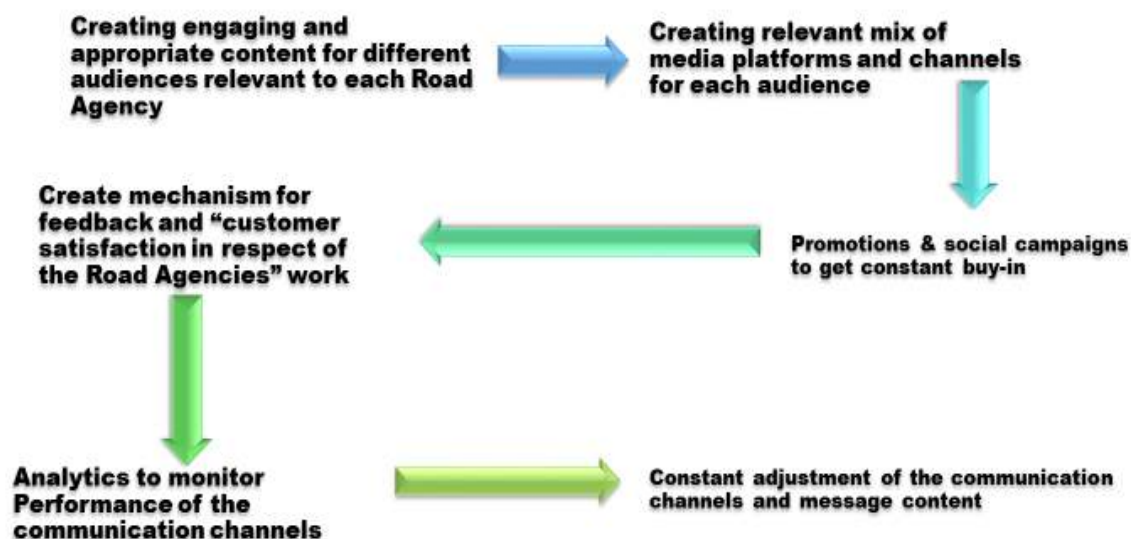 Creating engaging and
appropriate content for different
audiences relevant to each Road
Agency
Creating relevant mix of
media platforms and channels
for each audience
Promotions & social campaigns
to get constant buy-in
Create mechanism for
feedback and “customer
satisfaction in respect of
the Road Agencies” work
Analytics to monitor
Performance of the
communication channels
Constant adjustment of the communication
channels and message content